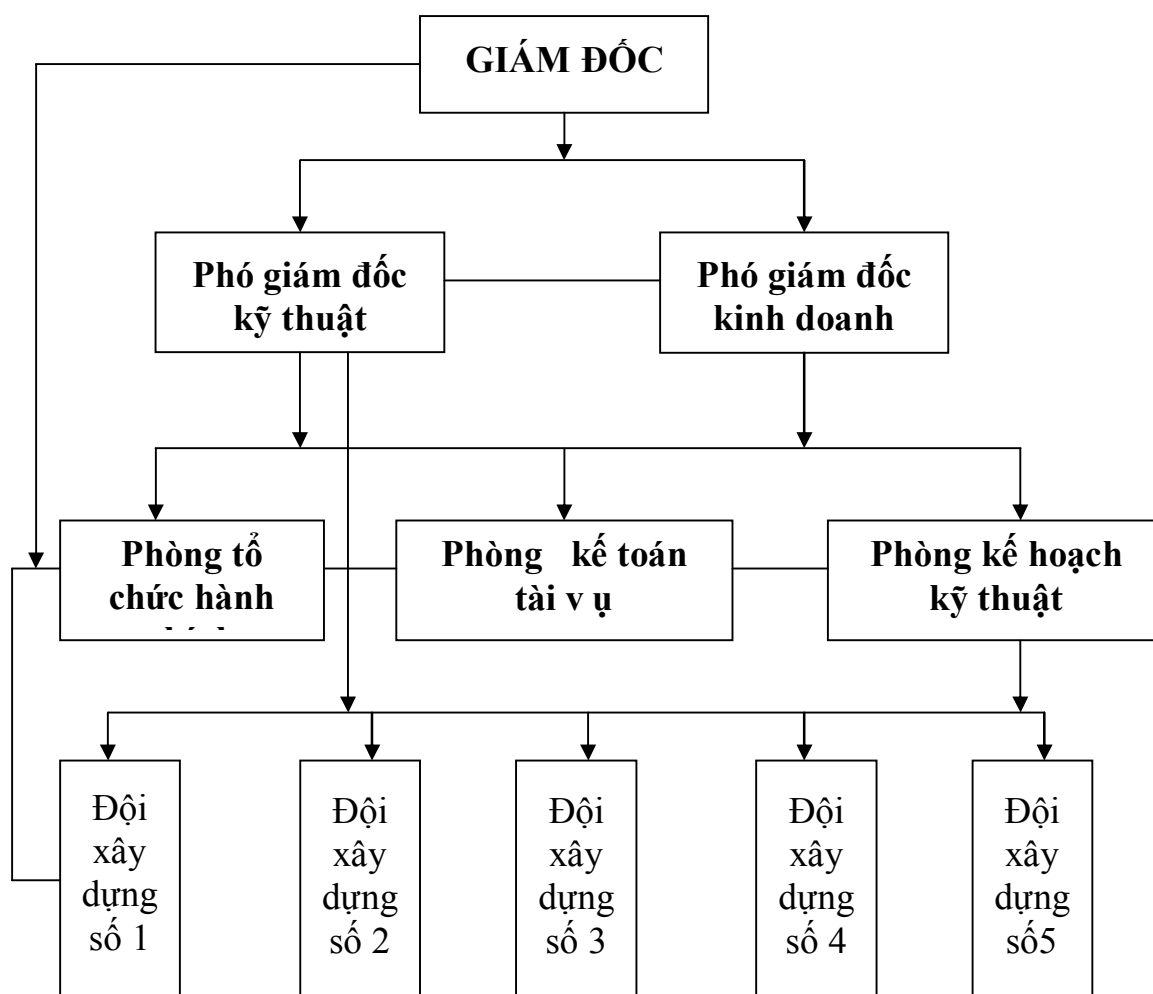 GIÁM ĐỐC
Phó giám đốc
kỹ thuật
Phó giám đốc
kinh doanh
Phòng tổ
chức hành
Phòng kế toán
tài v ụ
Phòng kế hoạch
kỹ thuật
Đội
xây
dựng
số 1
Đội
xây
dựng
số 2
Đội
xây
dựng
số 3
Đội
xây
dựng
số 4
Đội
xây
dựng
số5